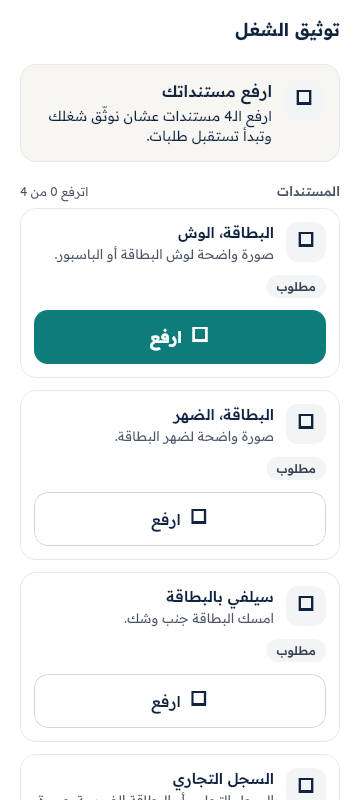 توثيق الشغل
ارفع مستنداتك
ارفع الـ4 مستندات عشان نوثّق شغلك
وتبدأ تستقبل طلبات.
المستندات
اترفع 0 من 4
البطاقة، الوش
صورة واضحة لوش البطاقة أو الباسبور.
مطلوب
ارفع
البطاقة، الضهر
صورة واضحة لضهر البطاقة.
مطلوب
ارفع
سيلفي بالبطاقة
امسك البطاقة جنب وشك.
مطلوب
ارفع
السجل التجاري